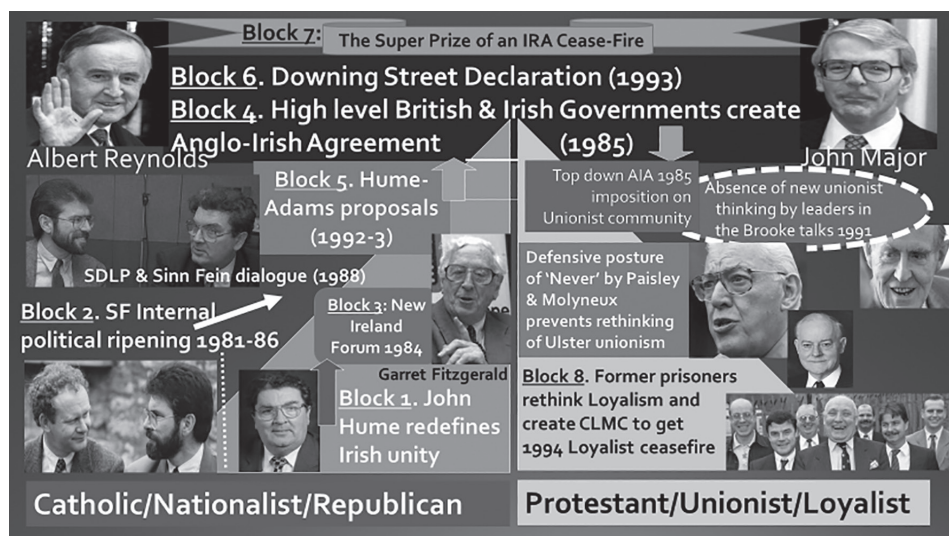 Block 7:
The Super Prize of an IRA Cease-Fire
Block 6. Downing Street Declaration (1993)
Block 4. High level British & Irish Governments create
Anglo-Irish Agreement (1985)
Albert Reynolds
John Major
Block 5. Hume-
Adams proposals
(1992-3)
SDLP & Sinn Fein dialogue (1988)
Block 2. SF Internal
political ripening 1981-86
Block 3: New
Ireland
Forum 1984
Garret Fitzgerald
Block 1. John
Hume redefines
Irish unity
Catholic/Nationalist/Republican
Top down AIA 1985
imposition on
Unionist community
Absence of new unionist
thinking by leaders in
the Brooke talks 1991
Defensive posture
of ‘Never’ by Paisley
& Molyneux
prevents rethinking
of Ulster unionism
Block 8. Former prisoners
rethink Loyalism and
create CLMC to get
1994 Loyalist ceasefire
Protestant/Unionist/Loyalist